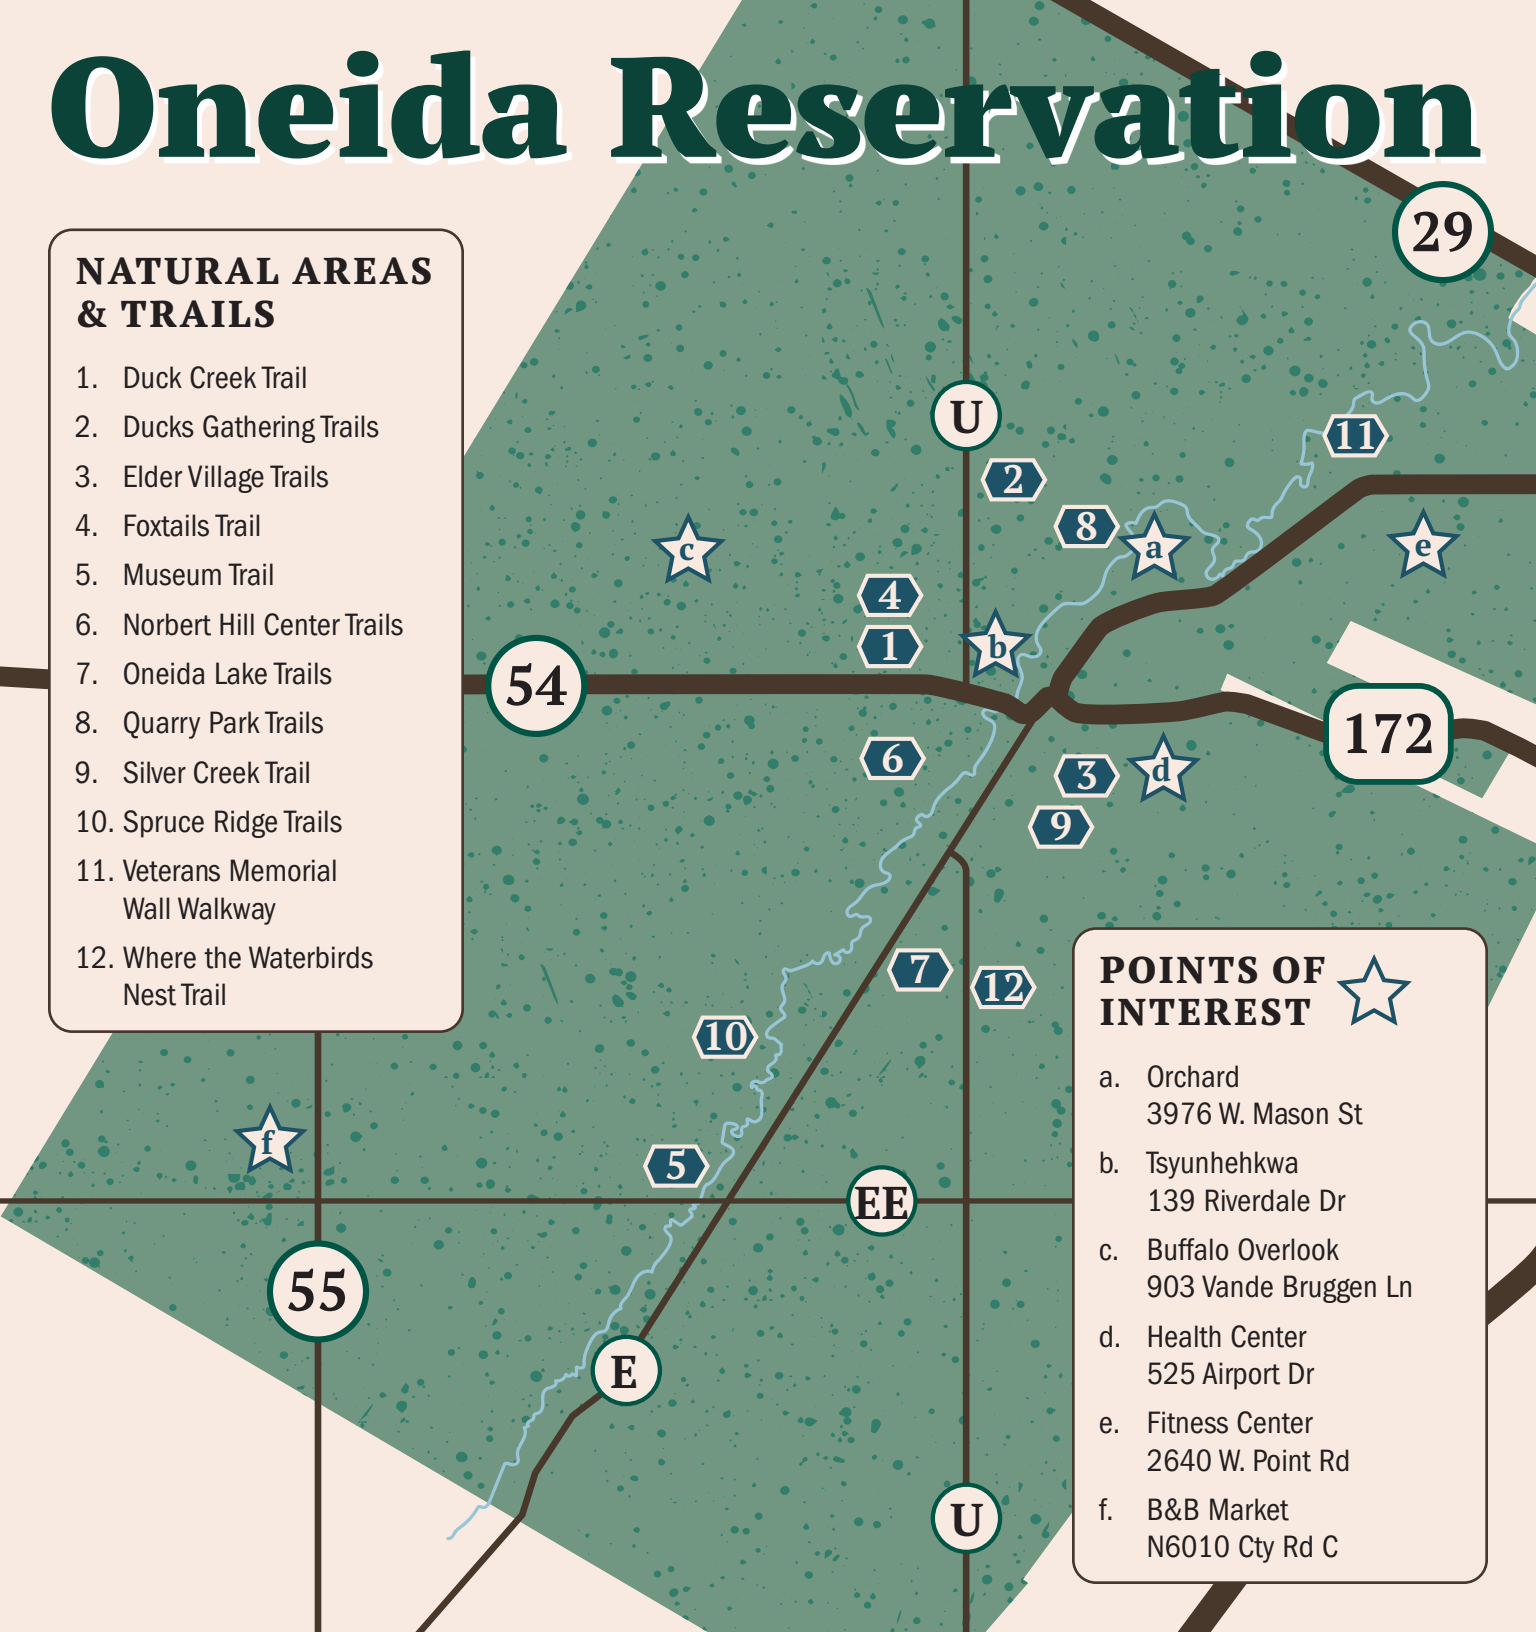 Oneida Reservation
29
NATURAL AREAS
& TRAILS
1. Duck Creek Trail
2. Ducks Gathering Trails
3. Elder Village Trails
4. Foxtails Trail
5. Museum Trail
6. Norbert Hill Center Trails
7. Oneida Lake Trails
8. Quarry Park Trails
9. Silver Creek Trail
10. Spruce Ridge Trails
11. Veterans Memorial
Wall Walkway
12. Where the Waterbirds
Nest Trail
U
11
2
8
a
c
e
4
1
b
54
172
6
3
d
9
7
12
10
f
5
EE
55
E
U
POINTS OF
INTEREST
a. Orchard
3976 W. Mason St
b. Tsyunhehkwa
139 Riverdale Dr
c. Buffalo Overlook
903 Vande Bruggen Ln
d. Health Center
525 Airport Dr
e. Fitness Center
2640 W. Point Rd
f. B&B Market
N6010 Cty Rd C